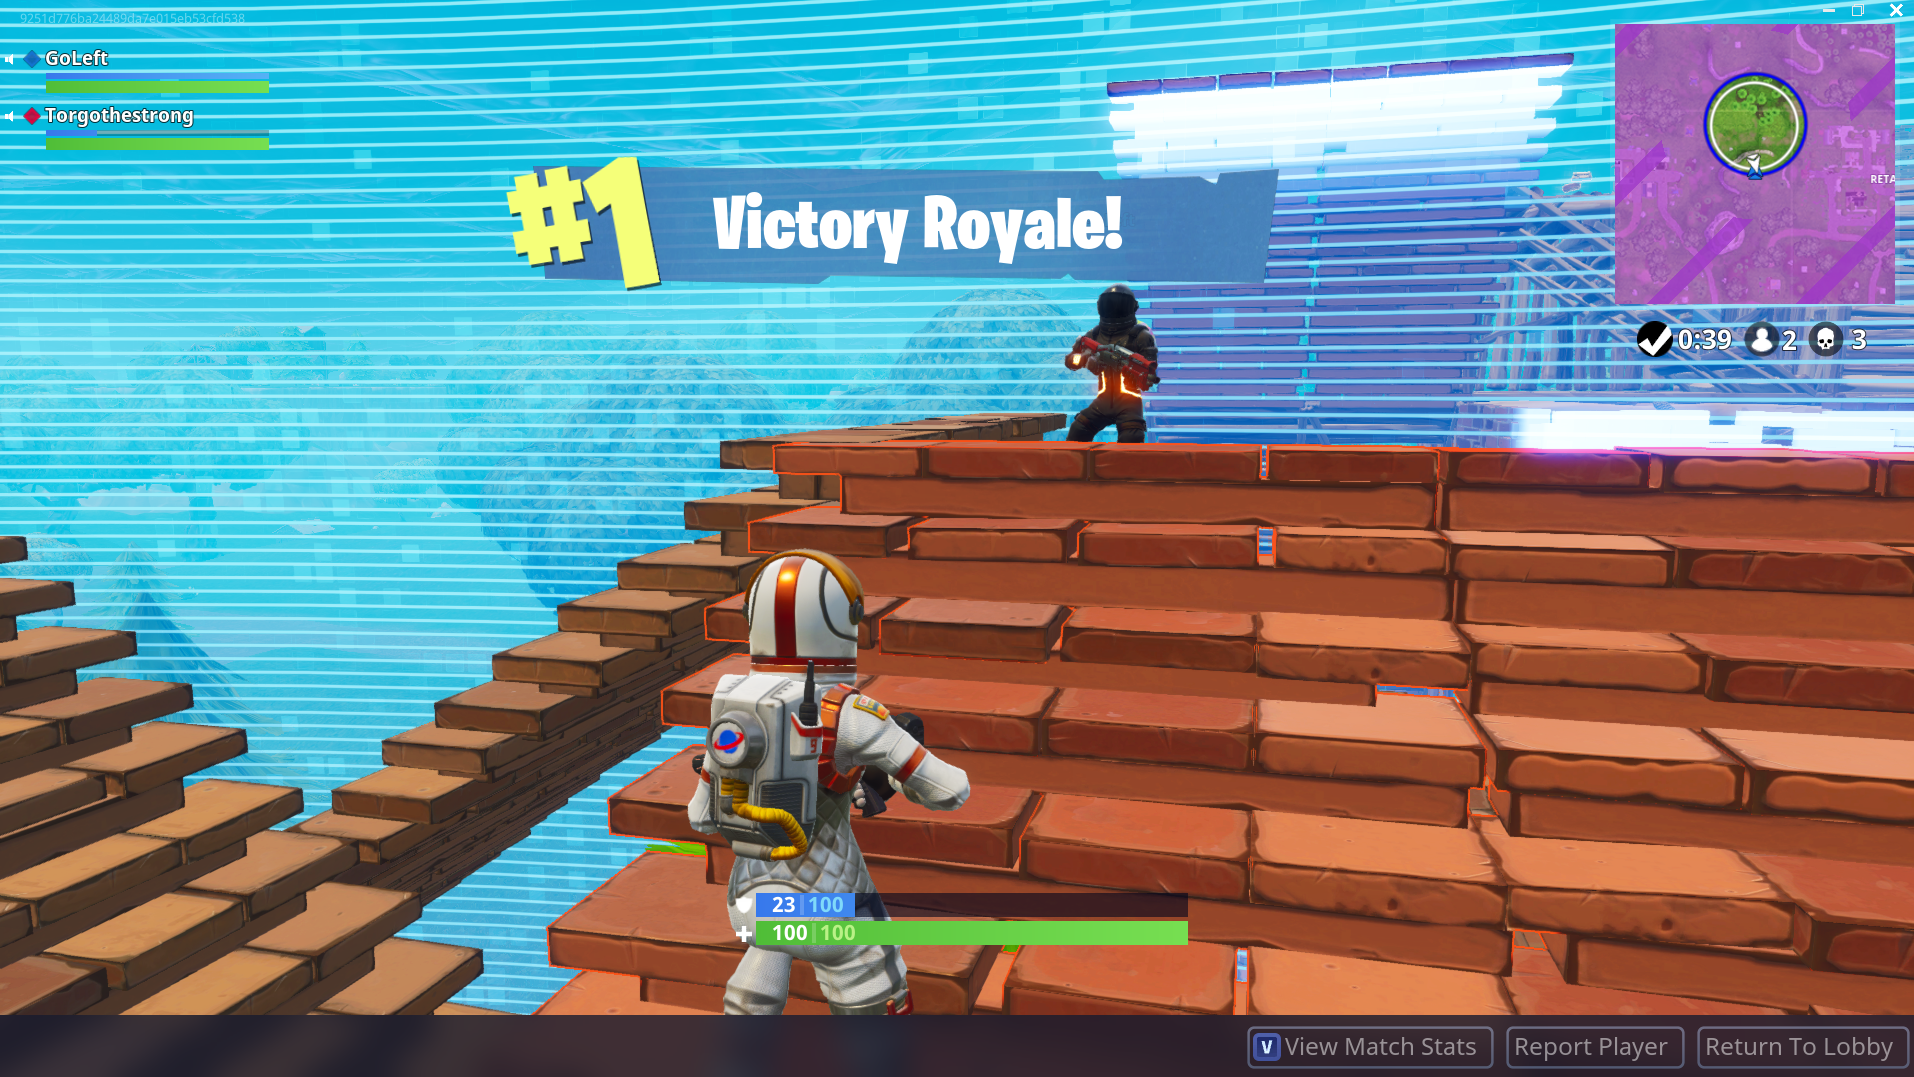 9251d776ba24489da7e015eb53cfd538
GoLeft
Torgothestrong
#1 Victory Royale!
RETA
0:39 2 3
23 | 100
100 | 100
V View Match Stats
Report Player
Return To Lobby